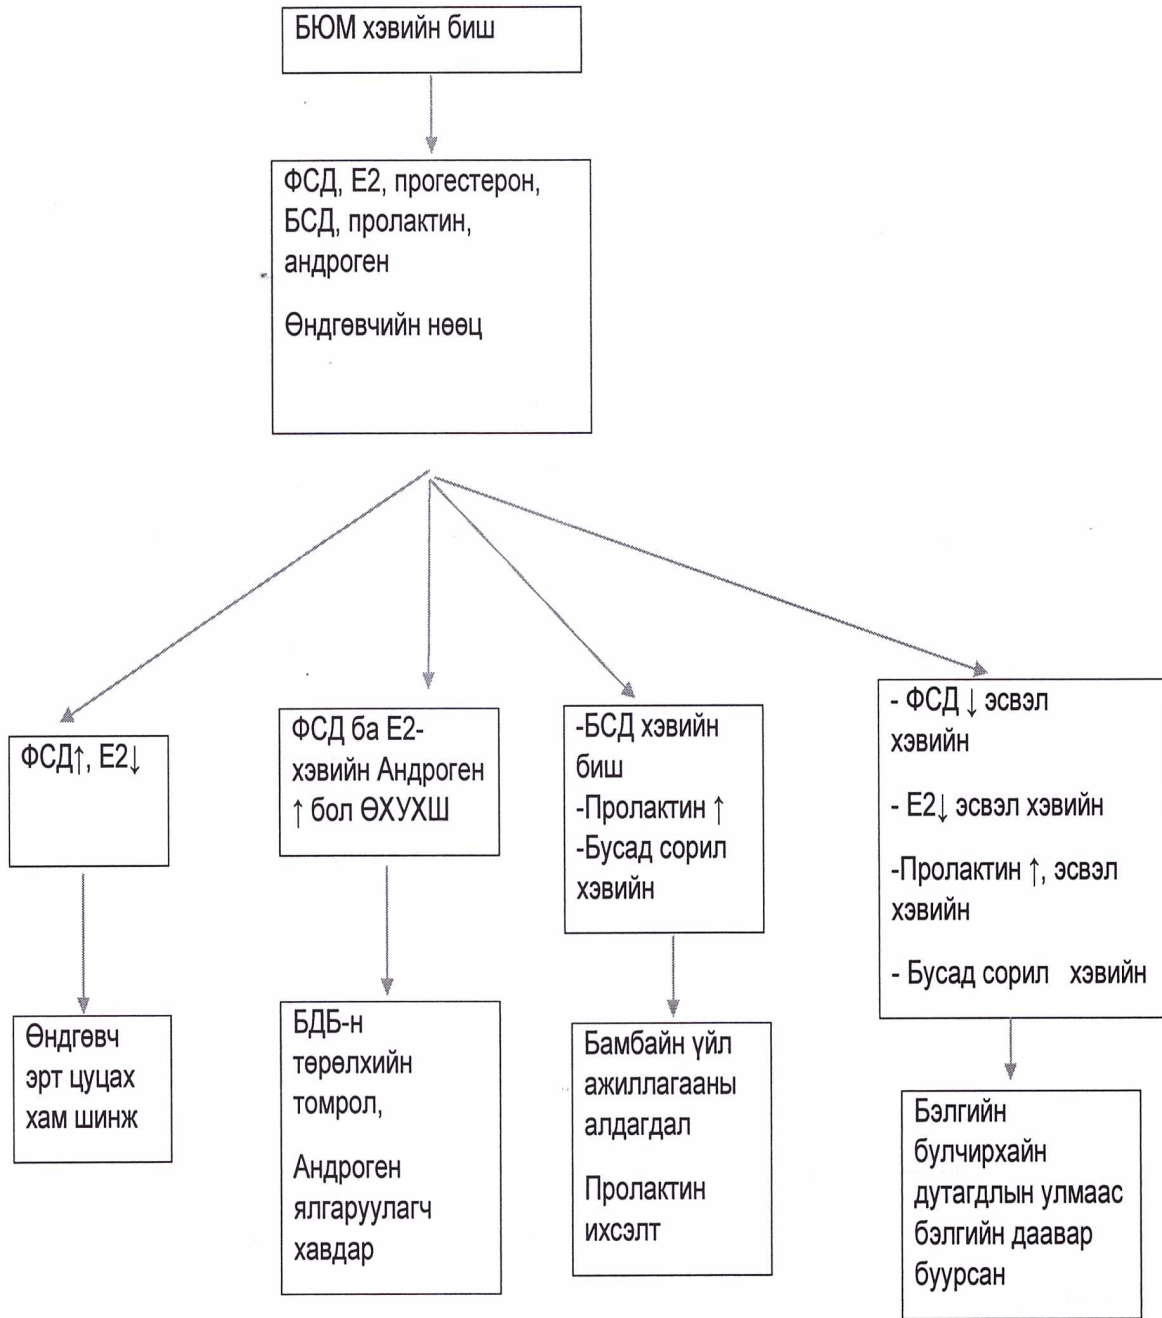 БЮМ хэвийн биш
ФСД, Е2, прогестерон,
БСД, пролактин,
андроген
Өндгөвчийн нөөц
ФСД↑, Е2↓
ФСД ба Е2-
хэвийн Андроген
↑ бол ӨХУХШ
-БСД хэвийн
биш
-Пролактин ↑
-Бусад сорил
хэвийн
- ФСД ↓ эсвэл
хэвийн
- Е2↓ эсвэл хэвийн
-Пролактин ↑, эсвэл
хэвийн
- Бусад сорил хэвийн
Өндгөвч
эрт цуцах
хам шинж
БДБ-н
төрөлхийн
томрол,
Андроген
ялгаруулагч
хавдар
Бамбайн үйл
ажиллагааны
алдагдал
Пролактин
ихсэлт
Бэлгийн
булчирхайн
дутагдлын улмаас
бэлгийн даавар
буурсан